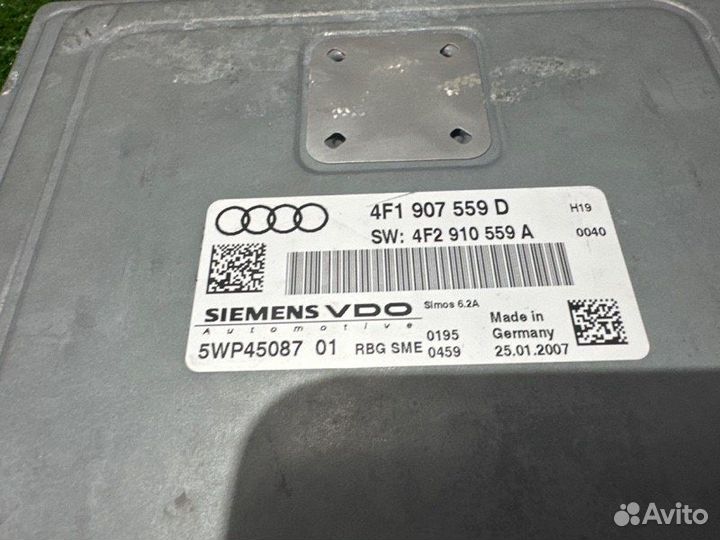 4F1 907 559 D H19
SW: 4F2 910 559 A 0040
SIEMENS VDO Simos 6.2A
Automotive
5WP45087 01 RBG SME 0195
0459
Made in
Germany
25.01.2007
Avito